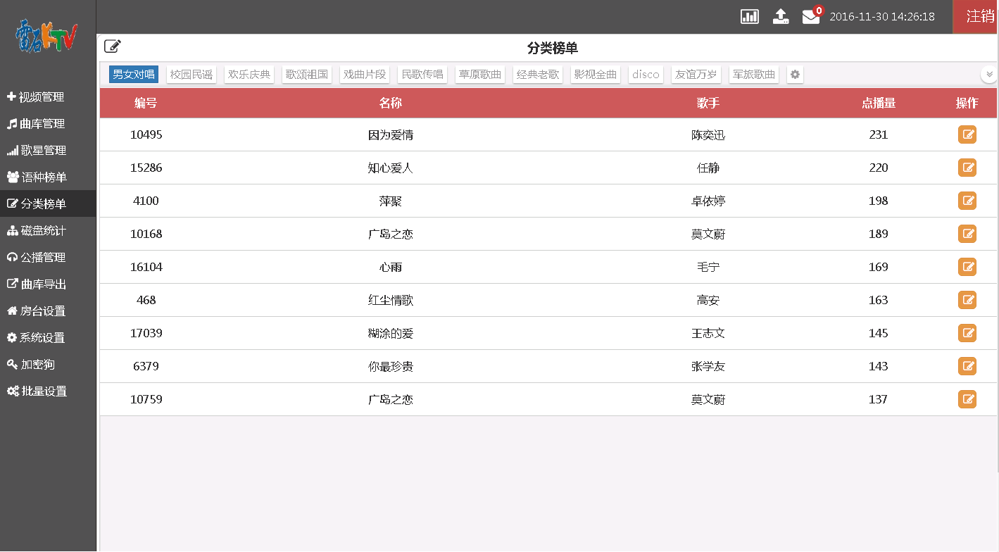 雷石KTV
0 2016-11-30 14:26:18 注销
视频管理
曲库管理
歌星管理
语种榜单
分类榜单
磁盘统计
公播管理
曲库导出
房台设置
系统设置
加密狗
批量设置
分类榜单
男女对唱 校园民谣 欢乐庆典 歌颂祖国 戏曲片段 民歌传唱 草原歌曲 经典老歌 影视金曲 disco 友谊万岁 军旅歌曲
编号 名称 歌手 点播量 操作
10495 因为爱情 陈奕迅 231
15286 知心爱人 任静 220
4100 萍聚 卓依婷 198
10168 广岛之恋 莫文蔚 189
16104 心雨 毛宁 169
468 红尘情歌 高安 163
17039 糊涂的爱 王志文 145
6379 你最珍贵 张学友 143
10759 广岛之恋 莫文蔚 137